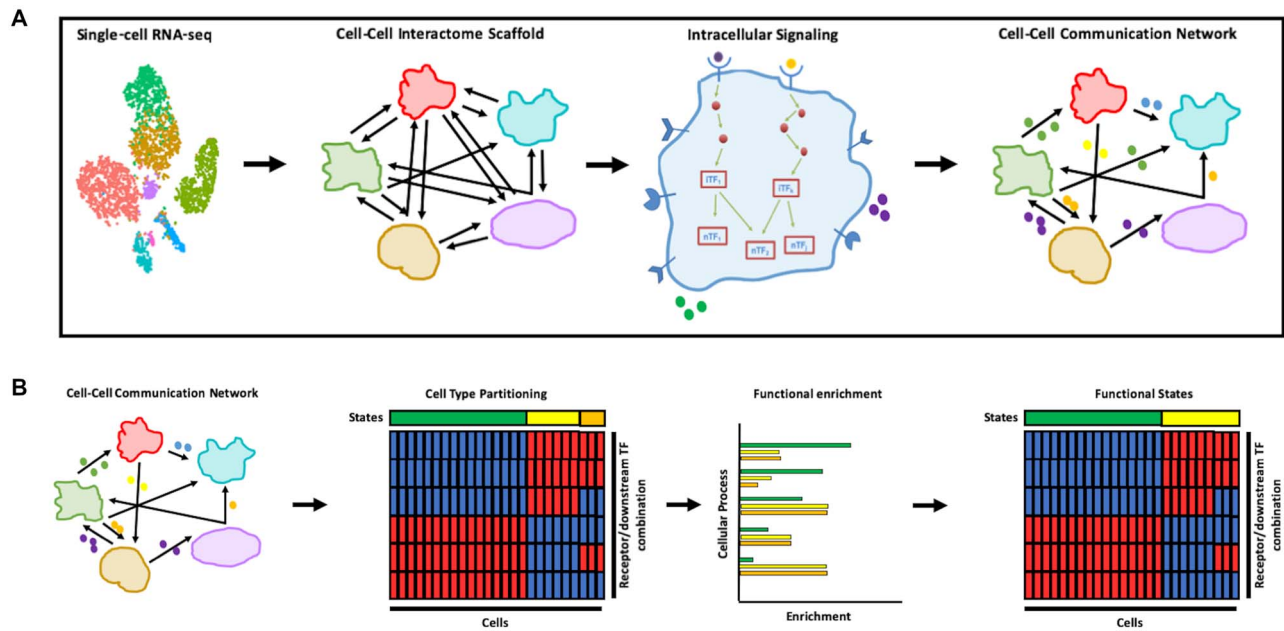 A
Single-cell RNA-seq
Cell-Cell Interactome Scaffold
Intracellular Signaling
Cell-Cell Communication Network
iTF₁
iTFₖ
nTF₁
nTF₂
nTFⱼ
B
Cell-Cell Communication Network
Cell Type Partitioning
States
Receptor/downstream TF
combination
Cells
Functional enrichment
Cellular Process
Enrichment
Functional States
States
Receptor/downstream TF
combination
Cells